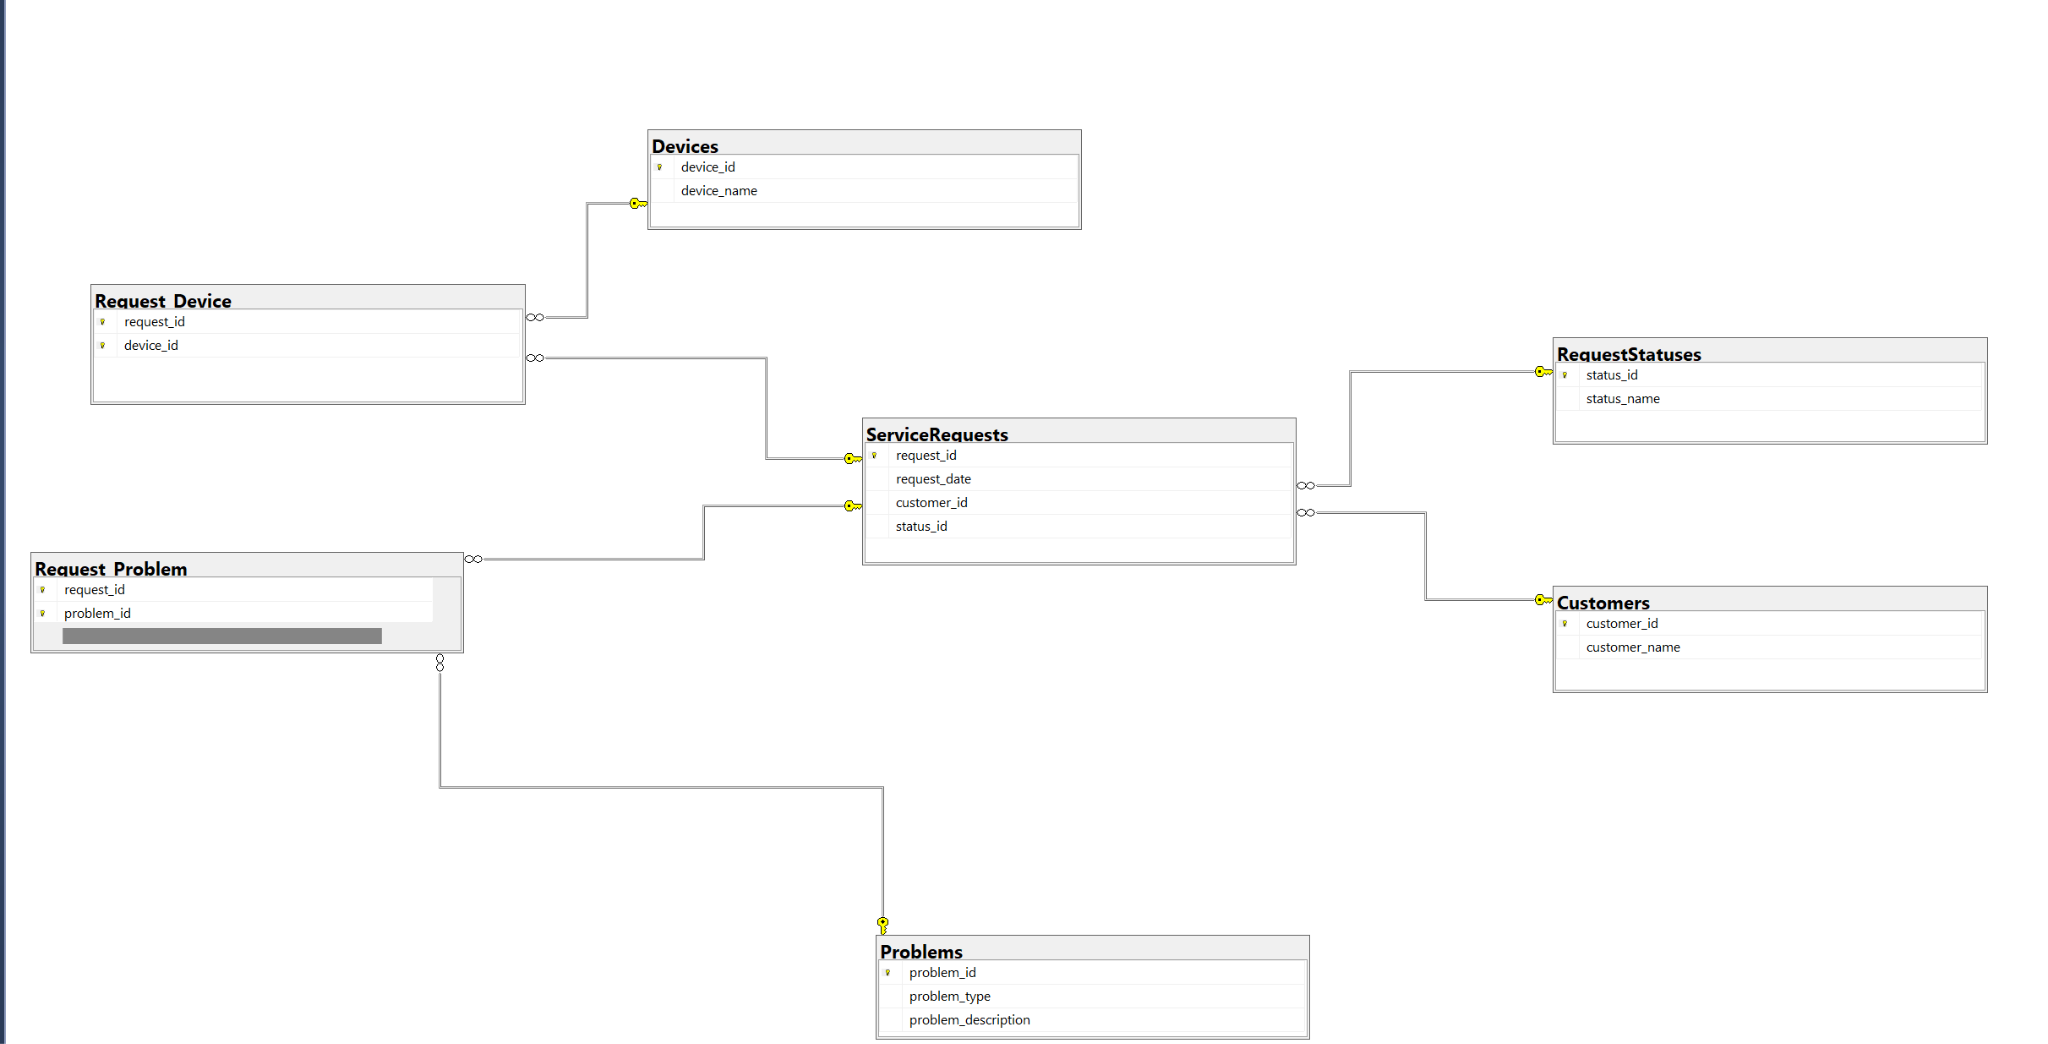 Devices
device_id
device_name
Request_Device
request_id
device_id
RequestStatuses
status_id
status_name
ServiceRequests
request_id
request_date
customer_id
status_id
Request_Problem
request_id
problem_id
Customers
customer_id
customer_name
Problems
problem_id
problem_type
problem_description